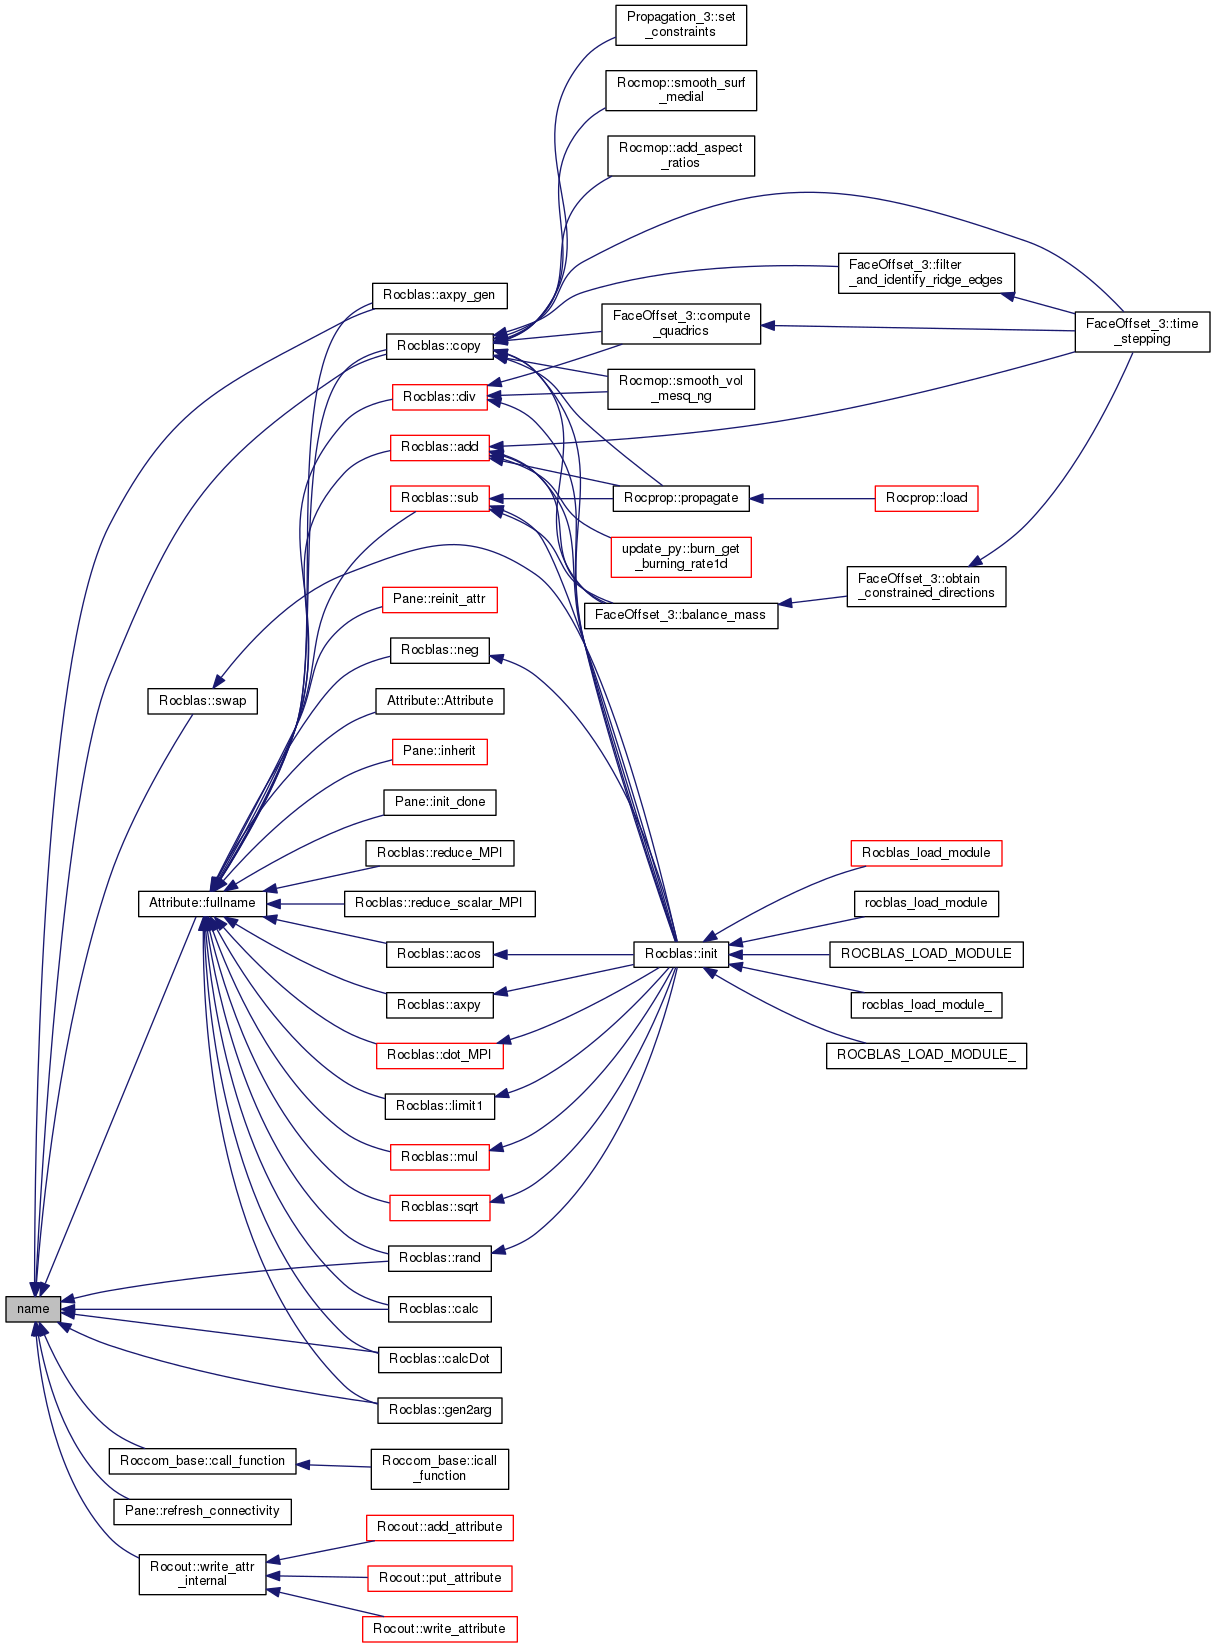 Propagation_3::set
_constraints
Rocmop::smooth_surf
_medial
Rocmop::add_aspect
_ratios
FaceOffset_3::filter
_and_identify_ridge_edges
Rocblas::axpy_gen
FaceOffset_3::compute
_quadrics
FaceOffset_3::time
_stepping
Rocblas::copy
Rocmop::smooth_vol
_mesq_ng
Rocblas::div
Rocblas::add
Rocblas::sub
Rocprop::propagate
Rocprop::load
update_py::burn_get
_burning_rate1d
FaceOffset_3::obtain
_constrained_directions
Pane::reinit_attr
FaceOffset_3::balance_mass
Rocblas::neg
Rocblas::swap
Attribute::Attribute
Pane::inherit
Pane::init_done
Rocblas::reduce_MPI
Rocblas_load_module
Attribute::fullname
Rocblas::reduce_scalar_MPI
rocblas_load_module
Rocblas::acos
Rocblas::init
ROCBLAS_LOAD_MODULE
Rocblas::axpy
rocblas_load_module_
Rocblas::dot_MPI
ROCBLAS_LOAD_MODULE_
Rocblas::limit1
Rocblas::mul
Rocblas::sqrt
Rocblas::rand
name
Rocblas::calc
Rocblas::calcDot
Rocblas::gen2arg
Roccom_base::call_function
Roccom_base::icall
_function
Pane::refresh_connectivity
Rocout::add_attribute
Rocout::write_attr
_internal
Rocout::put_attribute
Rocout::write_attribute